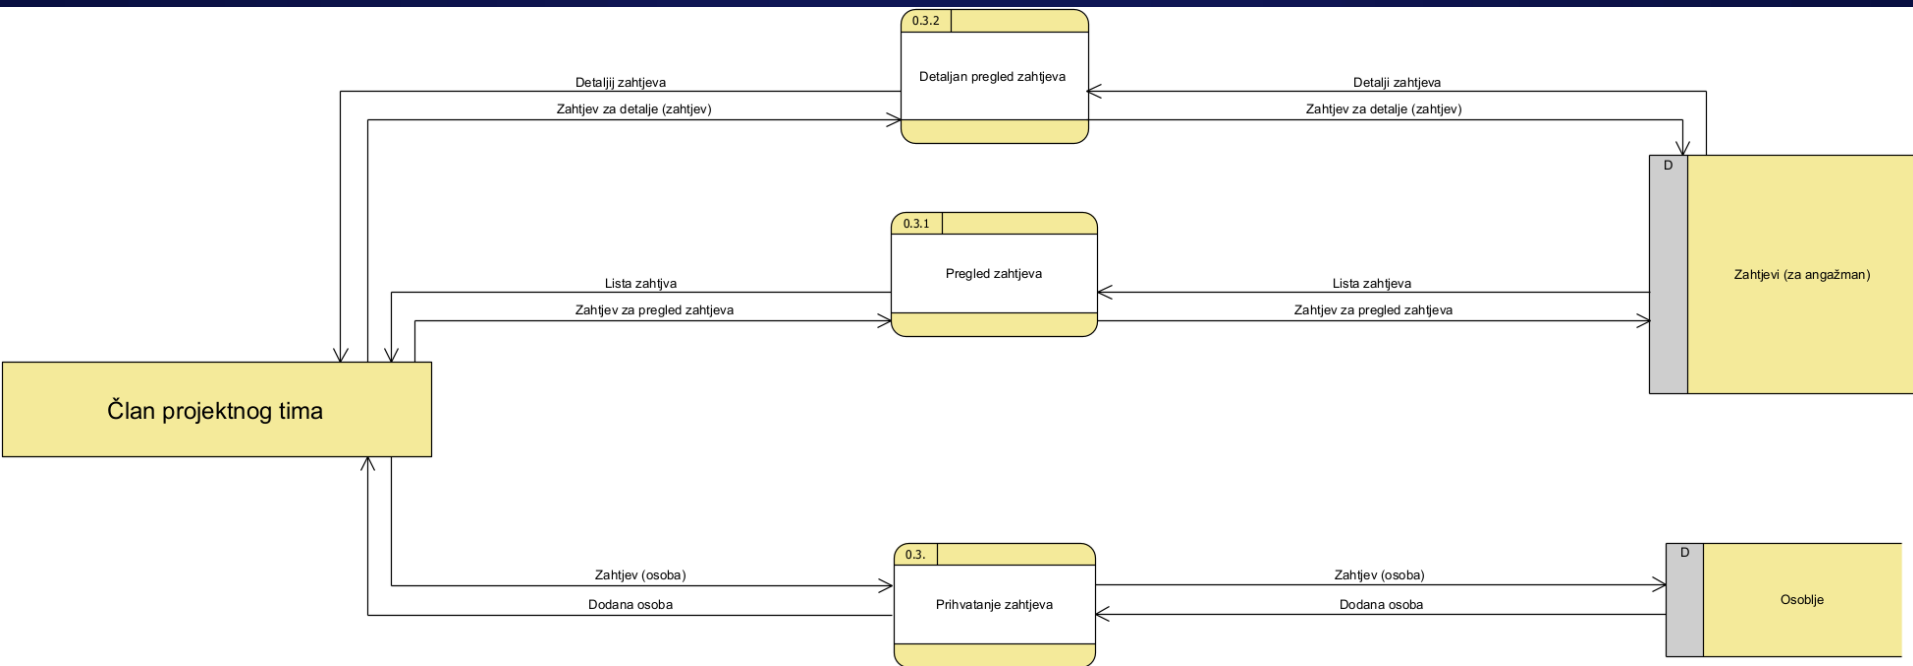 0.3.2
Detaljan pregled zahtjeva
Detaljij zahtjeva
Detalji zahtjeva
Zahtjev za detalje (zahtjev)
Zahtjev za detalje (zahtjev)
D
0.3.1
Pregled zahtjeva
Zahtjevi (za angažman)
Lista zahtjva
Lista zahtjeva
Zahtjev za pregled zahtjeva
Zahtjev za pregled zahtjeva
Član projektnog tima
0.3.
D
Zahtjev (osoba)
Zahtjev (osoba)
Prihvatanje zahtjeva
Dodana osoba
Dodana osoba
Osoblje